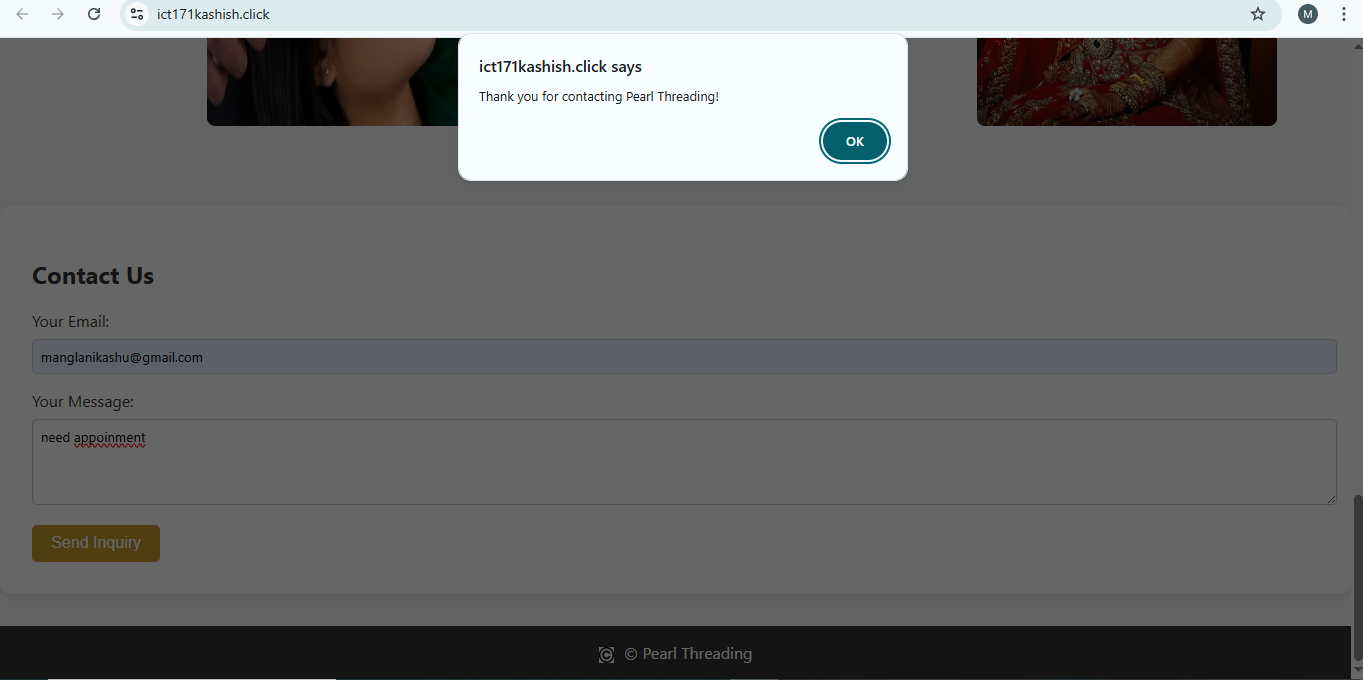 ict171kashish.click
M
ict171kashish.click says
Thank you for contacting Pearl Threading!
OK
Contact Us
Your Email:
manglanikashu@gmail.com
Your Message:
need appoinment
Send Inquiry
© Pearl Threading